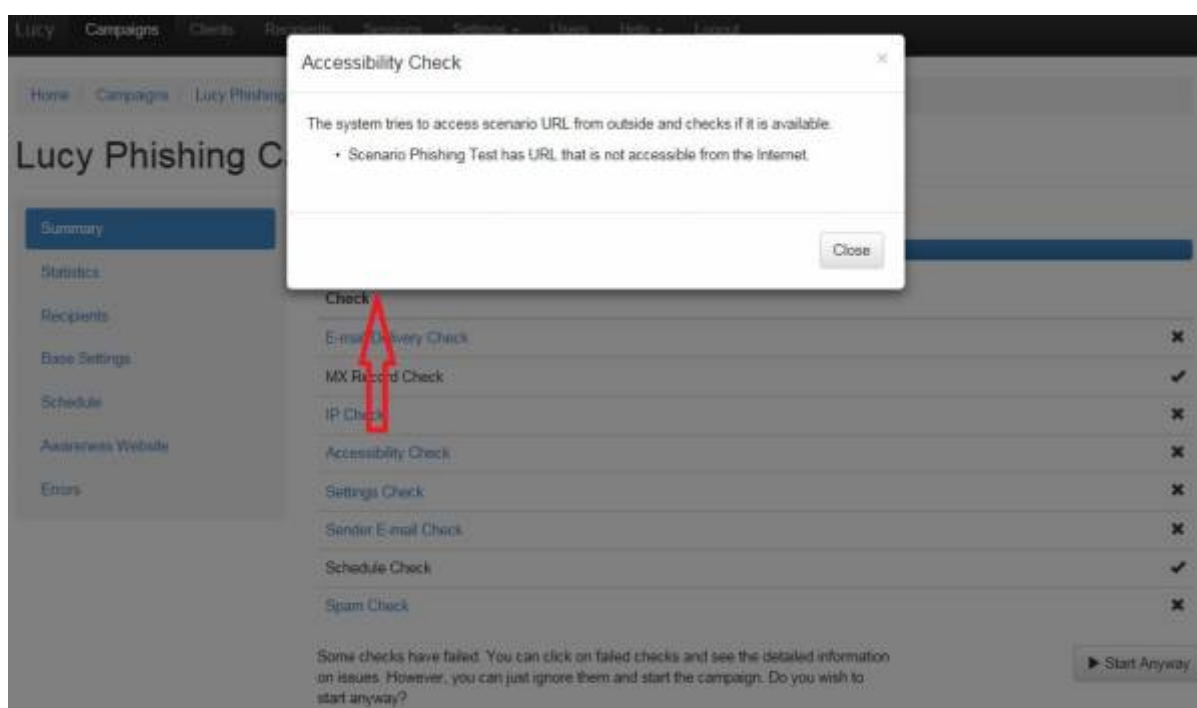 Lucy Campaigns Clients Recipients Sessions Settings Users Help Logout
Home / Campaigns / Lucy Phishing
Lucy Phishing C
Accessibility Check ×
The system tries to access scenario URL from outside and checks if it is available.
• Scenario Phishing Test has URL that is not accessible from the Internet.
Close
Summary
Statistics
Recipients
Base Settings
Schedule
Awareness Website
Errors
Check
E-mail Delivery Check
MX Record Check
IP Check
Accessibility Check
Settings Check
Sender E-mail Check
Schedule Check
Spam Check
Some checks have failed. You can click on failed checks and see the detailed information
on issues. However, you can just ignore them and start the campaign. Do you wish to
start anyway?
Start Anyway